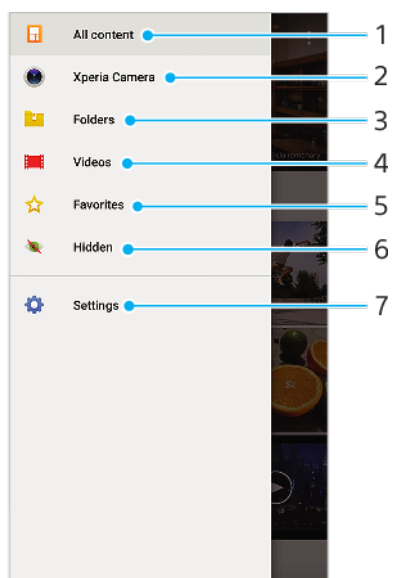 All content 1
Xperia Camera 2
Folders 3
Videos 4
Favorites 5
Hidden 6
Settings 7